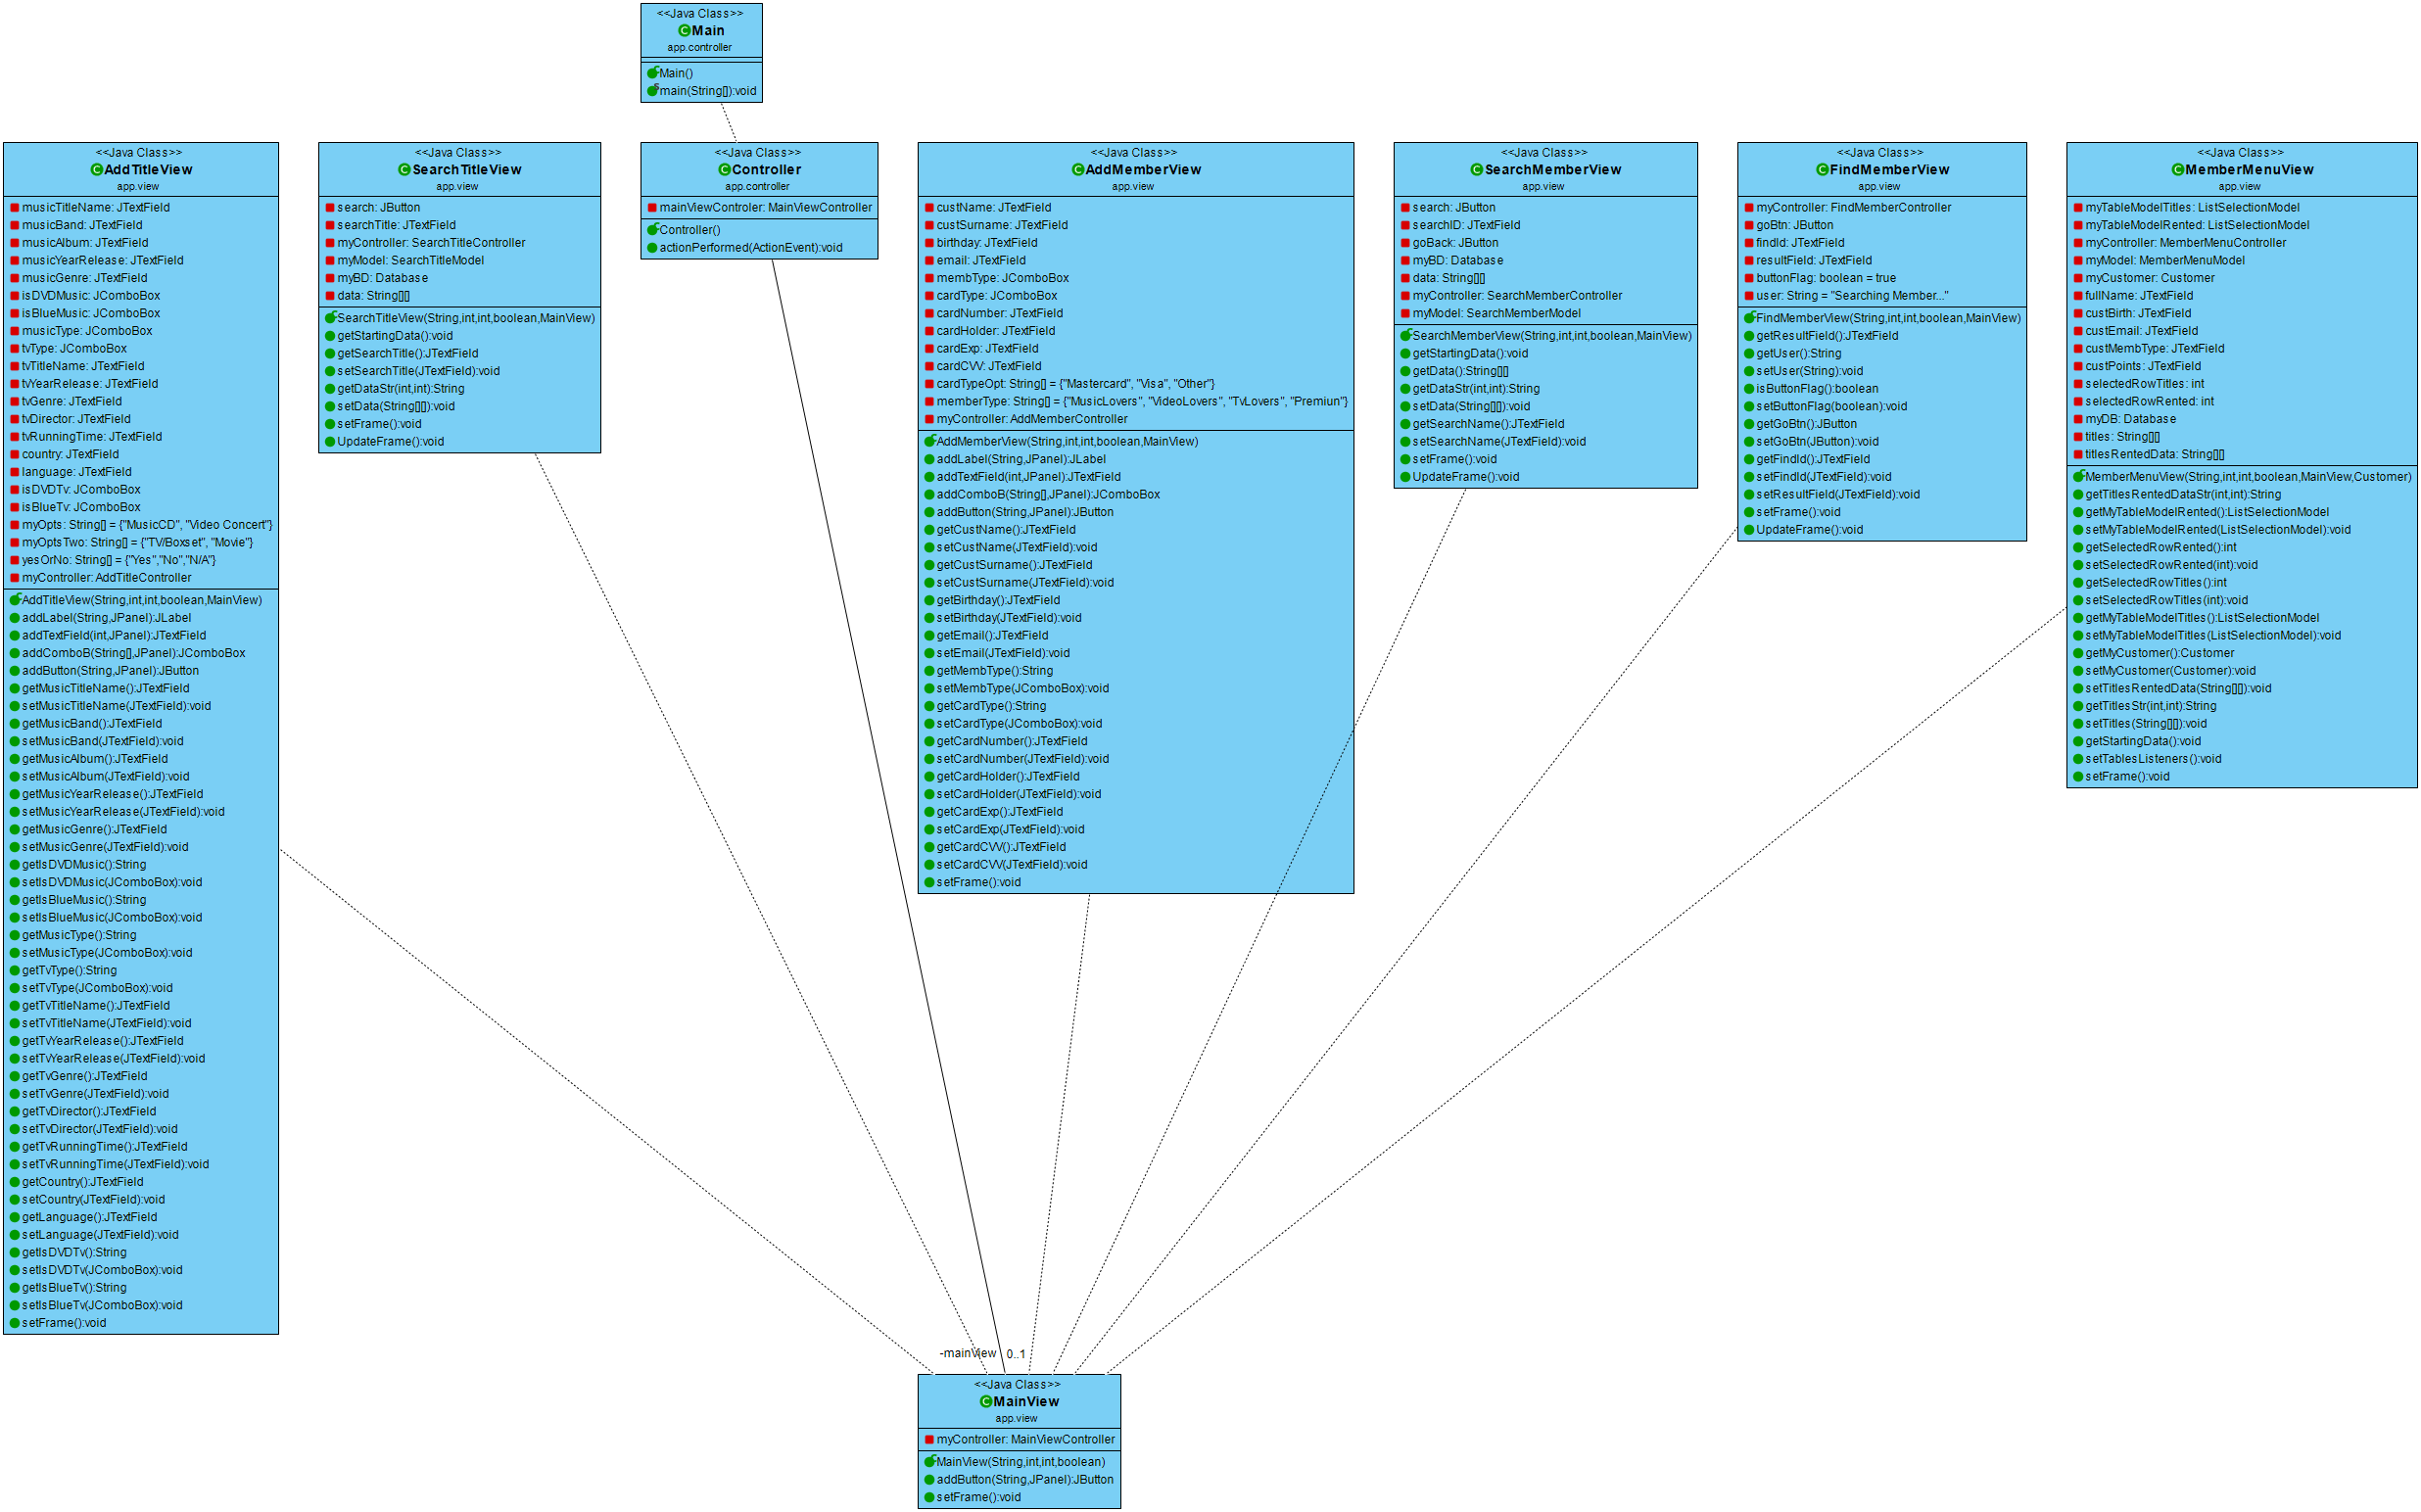 <<Java Class>>
Main
app.controller
Main()
main(String[]):void
<<Java Class>>
AddTitleView
app.view
musicTitleName: JTextField
musicBand: JTextField
musicAlbum: JTextField
musicYearRelease: JTextField
musicGenre: JTextField
isDVDMusic: JComboBox
isBlueMusic: JComboBox
musicType: JComboBox
tvType: JComboBox
tvTitleName: JTextField
tvYearRelease: JTextField
tvGenre: JTextField
tvDirector: JTextField
tvRunningTime: JTextField
country: JTextField
language: JTextField
isDVDTv: JComboBox
isBlueTv: JComboBox
myOpts: String[] = {"MusicCD", "Video Concert"}
myOptsTwo: String[] = {"TV/Boxset", "Movie"}
yesOrNo: String[] = {"Yes","No","N/A"}
myController: AddTitleController
AddTitleView(String,int,int,boolean,MainView)
addLabel(String,JPanel):JLabel
addTextField(int,JPanel):JTextField
addComboB(String[],JPanel):JComboBox
addButton(String,JPanel):JButton
getMusicTitleName():JTextField
setMusicTitleName(JTextField):void
getMusicBand():JTextField
setMusicBand(JTextField):void
getMusicAlbum():JTextField
setMusicAlbum(JTextField):void
getMusicYearRelease():JTextField
setMusicYearRelease(JTextField):void
getMusicGenre():JTextField
setMusicGenre(JTextField):void
getIsDVDMusic():String
setIsDVDMusic(JComboBox):void
getIsBlueMusic():String
setIsBlueMusic(JComboBox):void
getMusicType():String
setMusicType(JComboBox):void
getTvType():String
setTvType(JComboBox):void
getTvTitleName():JTextField
setTvTitleName(JTextField):void
getTvYearRelease():JTextField
setTvYearRelease(JTextField):void
getTvGenre():JTextField
setTvGenre(JTextField):void
getTvDirector():JTextField
setTvDirector(JTextField):void
getTvRunningTime():JTextField
setTvRunningTime(JTextField):void
getCountry():JTextField
setCountry(JTextField):void
getLanguage():JTextField
setLanguage(JTextField):void
getIsDVDTv():String
setIsDVDTv(JComboBox):void
getIsBlueTv():String
setIsBlueTv(JComboBox):void
setFrame():void
<<Java Class>>
SearchTitleView
app.view
search: JButton
searchTitle: JTextField
myController: SearchTitleController
myModel: SearchTitleModel
myBD: Database
data: String[][]
SearchTitleView(String,int,int,boolean,MainView)
getStartingData():void
getSearchTitle():JTextField
setSearchTitle(JTextField):void
getDataStr(int,int):String
setData(String[][]):void
setFrame():void
UpdateFrame():void
<<Java Class>>
Controller
app.controller
mainViewControler: MainViewController
Controller()
actionPerformed(ActionEvent):void
<<Java Class>>
AddMemberView
app.view
custName: JTextField
custSurname: JTextField
birthday: JTextField
email: JTextField
membType: JComboBox
cardType: JComboBox
cardNumber: JTextField
cardHolder: JTextField
cardExp: JTextField
cardCVV: JTextField
cardTypeOpt: String[] = {"Mastercard", "Visa", "Other"}
memberType: String[] = {"MusicLovers", "VideoLovers", "TvLovers", "Premiun"}
myController: AddMemberController
AddMemberView(String,int,int,boolean,MainView)
addLabel(String,JPanel):JLabel
addTextField(int,JPanel):JTextField
addComboB(String[],JPanel):JComboBox
addButton(String,JPanel):JButton
getCustName():JTextField
setCustName(JTextField):void
getCustSurname():JTextField
setCustSurname(JTextField):void
getBirthday():JTextField
setBirthday(JTextField):void
getEmail():JTextField
setEmail(JTextField):void
getMembType():String
setMembType(JComboBox):void
getCardType():String
setCardType(JComboBox):void
getCardNumber():JTextField
setCardNumber(JTextField):void
getCardHolder():JTextField
setCardHolder(JTextField):void
getCardExp():JTextField
setCardExp(JTextField):void
getCardCVV():JTextField
setCardCVV(JTextField):void
setFrame():void
<<Java Class>>
SearchMemberView
app.view
search: JButton
searchID: JTextField
goBack: JButton
myBD: Database
data: String[][]
myController: SearchMemberController
myModel: SearchMemberModel
SearchMemberView(String,int,int,boolean,MainView)
getStartingData():void
getData():String[][]
getDataStr(int,int):String
setData(String[][]):void
getSearchName():JTextField
setSearchName(JTextField):void
setFrame():void
UpdateFrame():void
<<Java Class>>
FindMemberView
app.view
myController: FindMemberController
goBtn: JButton
findId: JTextField
resultField: JTextField
buttonFlag: boolean = true
user: String = "Searching Member..."
FindMemberView(String,int,int,boolean,MainView)
getResultField():JTextField
getUser():String
setUser(String):void
isButtonFlag():boolean
setButtonFlag(boolean):void
getGoBtn():JButton
setGoBtn(JButton):void
getFindId():JTextField
setFindId(JTextField):void
setResultField(JTextField):void
setFrame():void
UpdateFrame():void
<<Java Class>>
MemberMenuView
app.view
myTableModelTitles: ListSelectionModel
myTableModelRented: ListSelectionModel
myController: MemberMenuController
myModel: MemberMenuModel
myCustomer: Customer
fullName: JTextField
custBirth: JTextField
custEmail: JTextField
custMembType: JTextField
custPoints: JTextField
selectedRowTitles: int
selectedRowRented: int
myDB: Database
titles: String[][]
titlesRentedData: String[][]
MemberMenuView(String,int,int,boolean,MainView,Customer)
getTitlesRentedDataStr(int,int):String
getMyTableModelRented():ListSelectionModel
setMyTableModelRented(ListSelectionModel):void
getSelectedRowRented():int
setSelectedRowRented(int):void
getSelectedRowTitles():int
setSelectedRowTitles(int):void
getMyTableModelTitles():ListSelectionModel
setMyTableModelTitles(ListSelectionModel):void
getMyCustomer():Customer
setMyCustomer(Customer):void
setTitlesRentedData(String[][]):void
getTitlesStr(int,int):String
setTitles(String[][]):void
getStartingData():void
setTablesListeners():void
setFrame():void
-mainView 0..1
<<Java Class>>
MainView
app.view
myController: MainViewController
MainView(String,int,int,boolean)
addButton(String,JPanel):JButton
setFrame():void